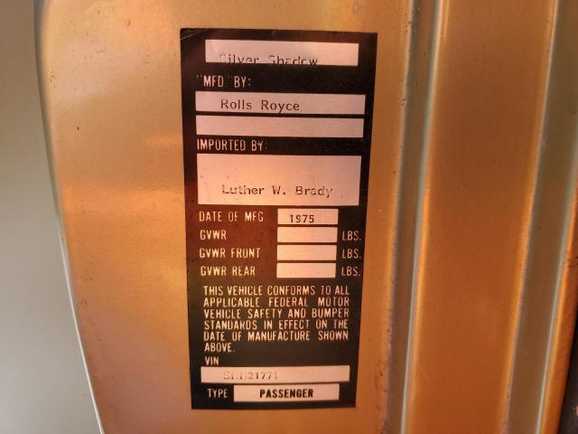 Silver Shadow
MFD BY:
Rolls Royce
IMPORTED BY:
Luther W. Brady
DATE OF MFG 1975
GVWR LBS.
GVWR FRONT LBS.
GVWR REAR LBS.
THIS VEHICLE CONFORMS TO ALL
APPLICABLE FEDERAL MOTOR
VEHICLE SAFETY AND BUMPER
STANDARDS IN EFFECT ON THE
DATE OF MANUFACTURE SHOWN
ABOVE.
VIN
TYPE PASSENGER